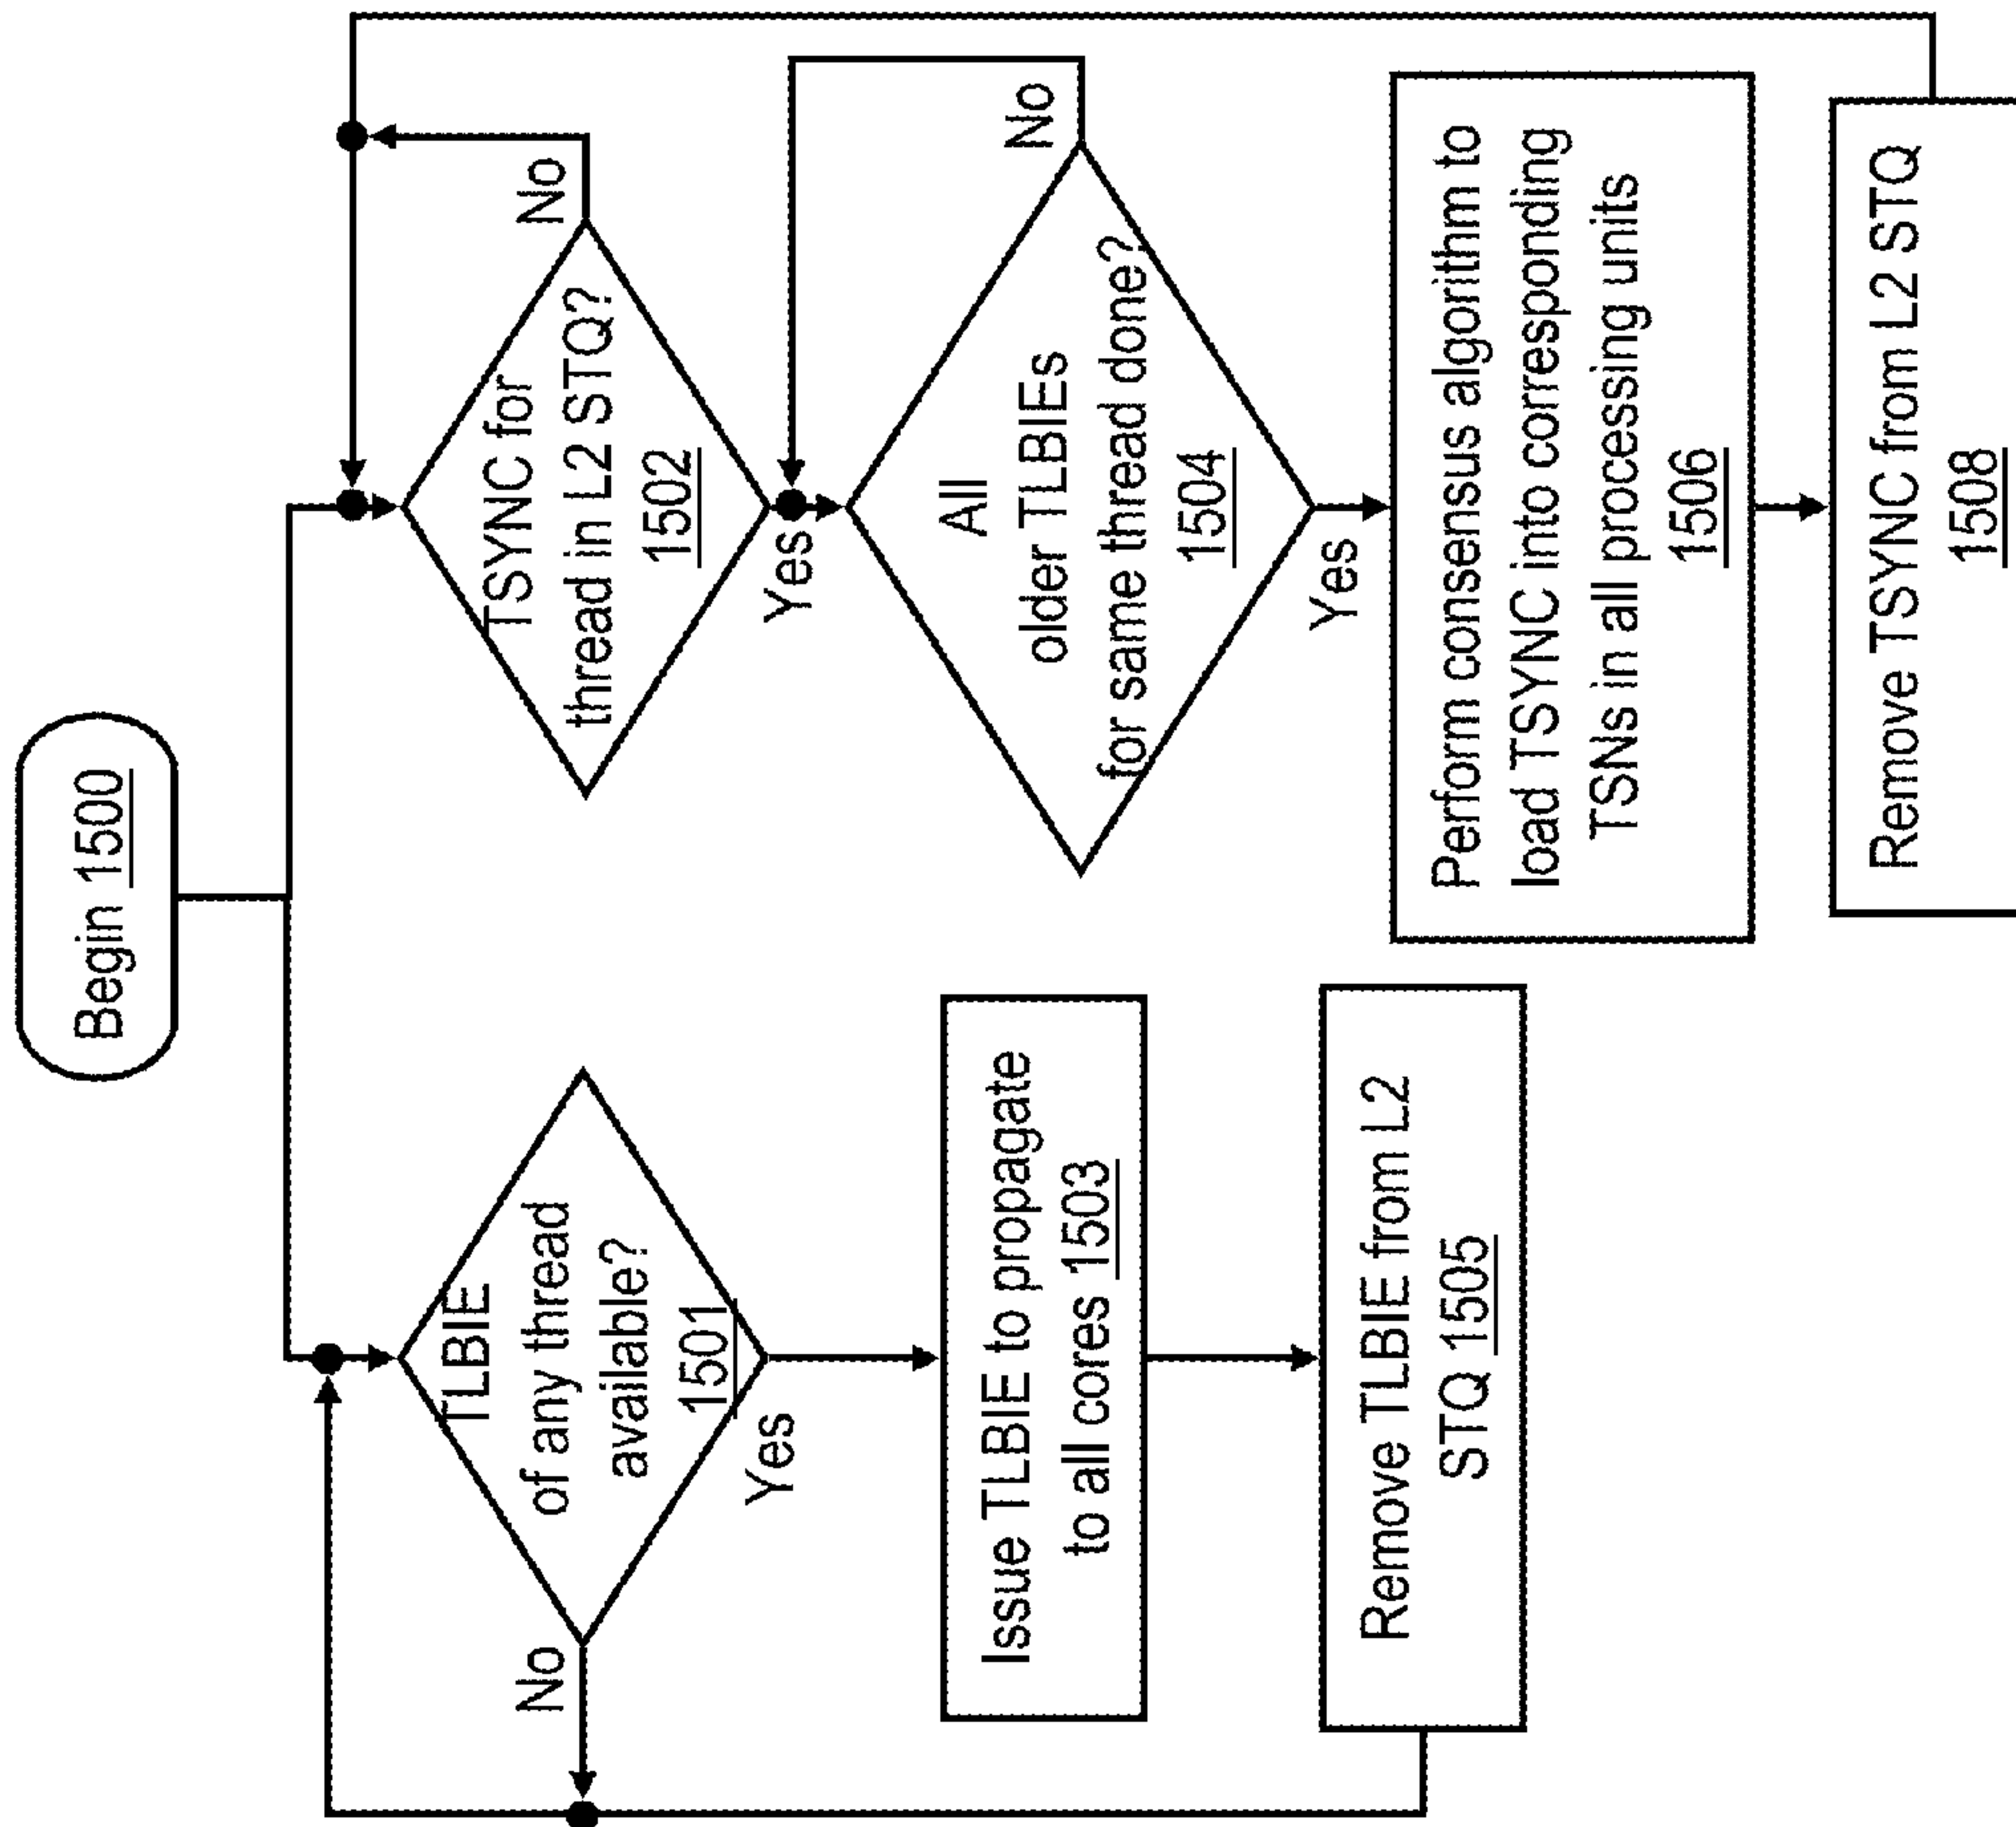 Begin 1500
TLBIE
of any thread
available?
1501
No
Yes
Issue TLBIE to propagate
to all cores 1503
Remove TLBIE from L2
STQ 1505
TSYNC for
thread in L2 STQ?
1502
No
Yes
All
older TLBIEs
for same thread done?
1504
No
Yes
Perform consensus algorithm to
load TSYNC into corresponding
TSNs in all processing units
1506
Remove TSYNC from L2 STQ
1508